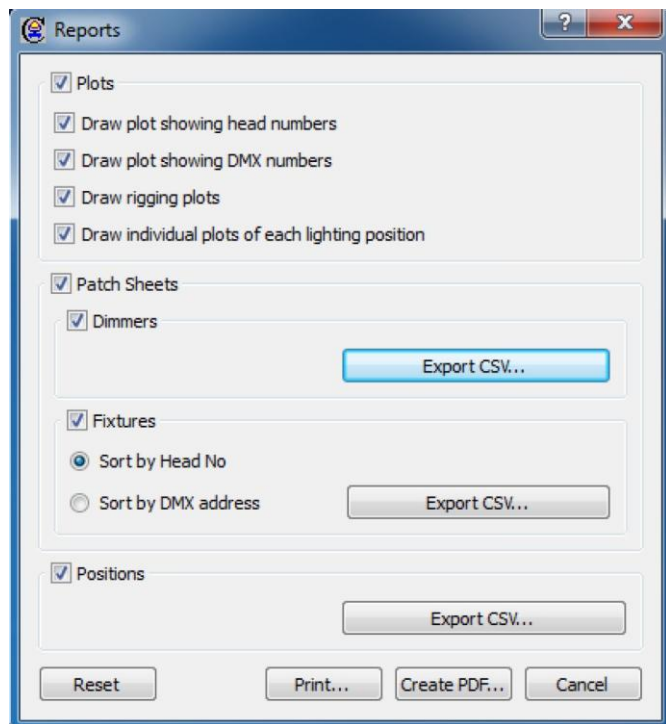 Reports
Plots
Draw plot showing head numbers
Draw plot showing DMX numbers
Draw rigging plots
Draw individual plots of each lighting position
Patch Sheets
Dimmers
Export CSV...
Fixtures
Sort by Head No
Sort by DMX address
Export CSV...
Positions
Export CSV...
Reset Print... Create PDF... Cancel